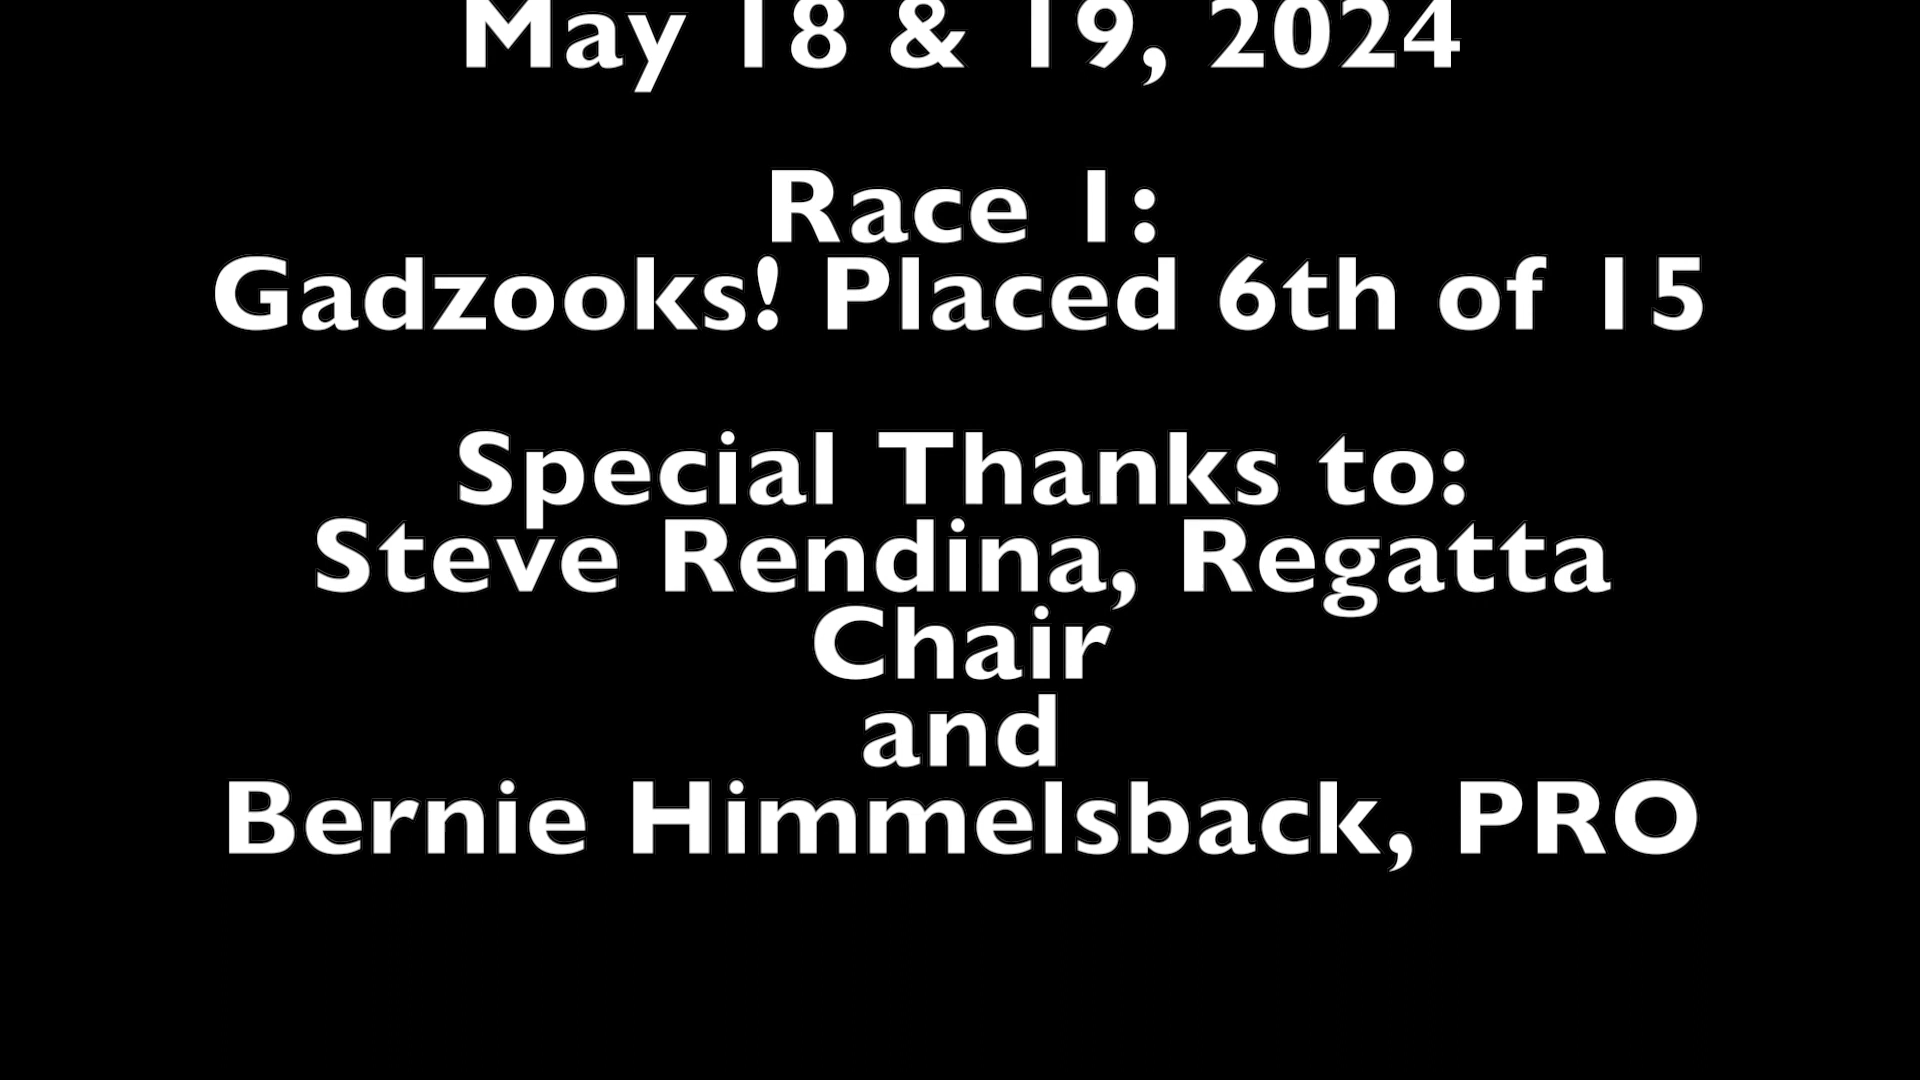 May 18 & 19, 2024
Race 1:
Gadzooks! Placed 6th of 15
Special Thanks to:
Steve Rendina, Regatta
Chair
and
Bernie Himmelsback, PRO